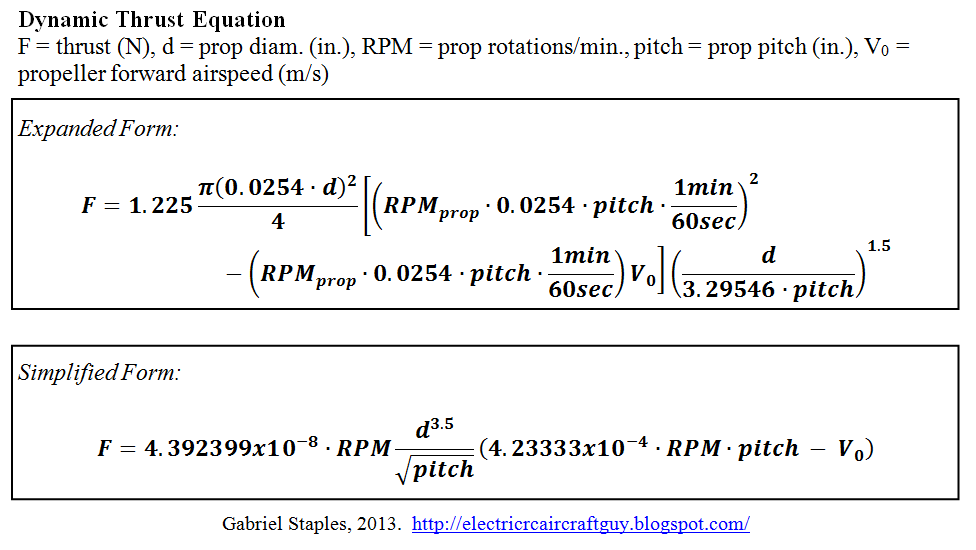 Dynamic Thrust Equation
F = thrust (N), d = prop diam. (in.), RPM = prop rotations/min., pitch = prop pitch (in.), V₀ =
propeller forward airspeed (m/s)
Expanded Form:
F = 1.225 π(0.0254 · d)²/4 [(RPMprop · 0.0254 · pitch · 1min/60sec)²
− (RPMprop · 0.0254 · pitch · 1min/60sec) V₀] (d/3.29546 · pitch)^1.5
Simplified Form:
F = 4.392399x10⁻⁸ · RPM d^3.5/√pitch (4.23333x10⁻⁴ · RPM · pitch − V₀)
Gabriel Staples, 2013. http://electricrcaircraftguy.blogspot.com/